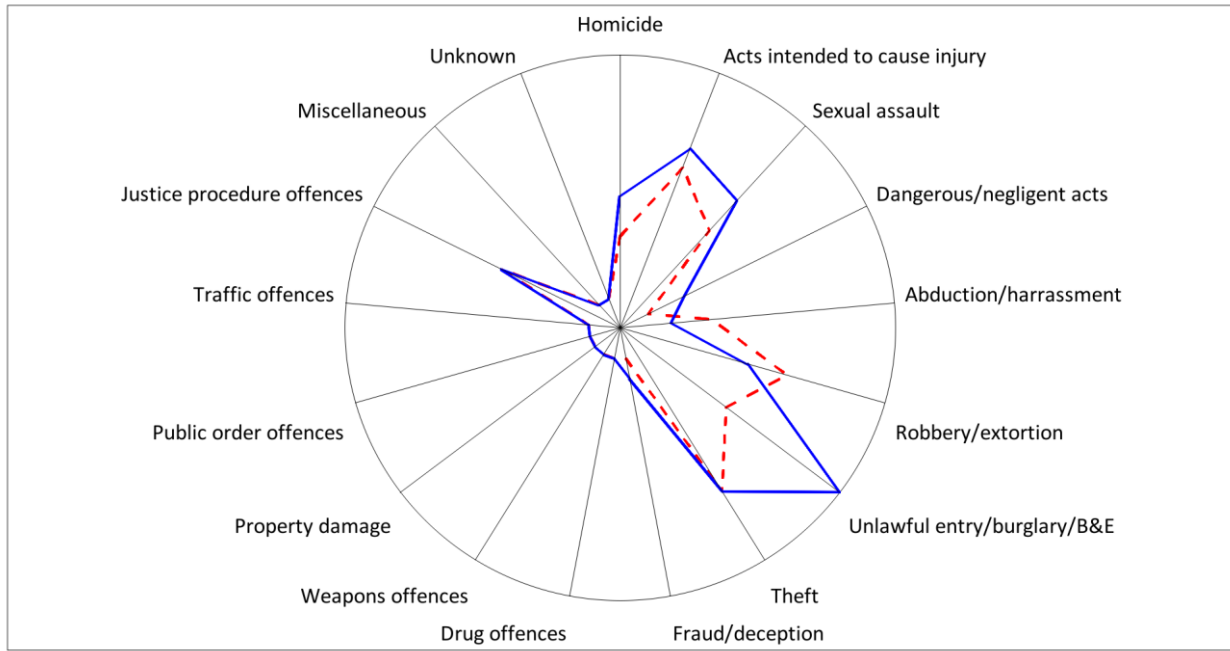 Homicide
Acts intended to cause injury
Sexual assault
Dangerous/negligent acts
Abduction/harrassment
Robbery/extortion
Unlawful entry/burglary/B&E
Theft
Fraud/deception
Drug offences
Weapons offences
Property damage
Public order offences
Traffic offences
Justice procedure offences
Miscellaneous
Unknown